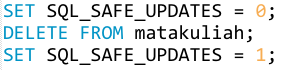 SET SQL_SAFE_UPDATES = 0;
DELETE FROM matakuliah;
SET SQL_SAFE_UPDATES = 1;